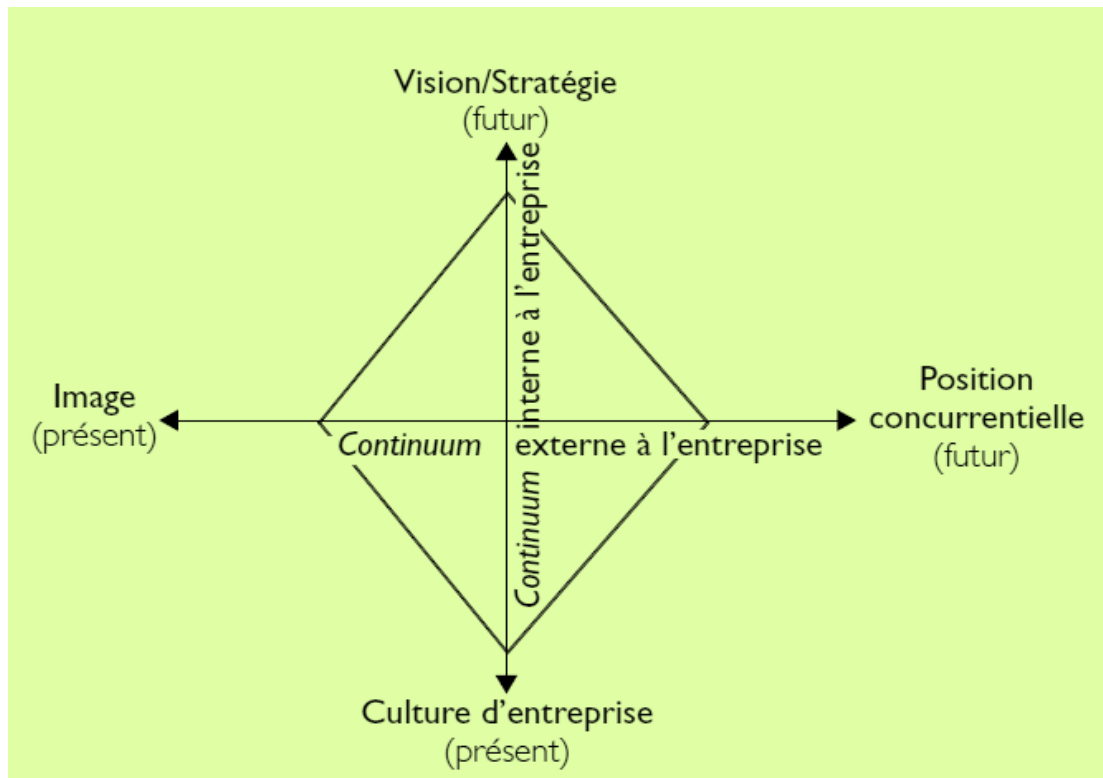 Vision/Stratégie
(futur)
Continuum interne à l'entreprise
Image
(présent)
Continuum externe à l'entreprise
Position
concurrentielle
(futur)
Culture d'entreprise
(présent)